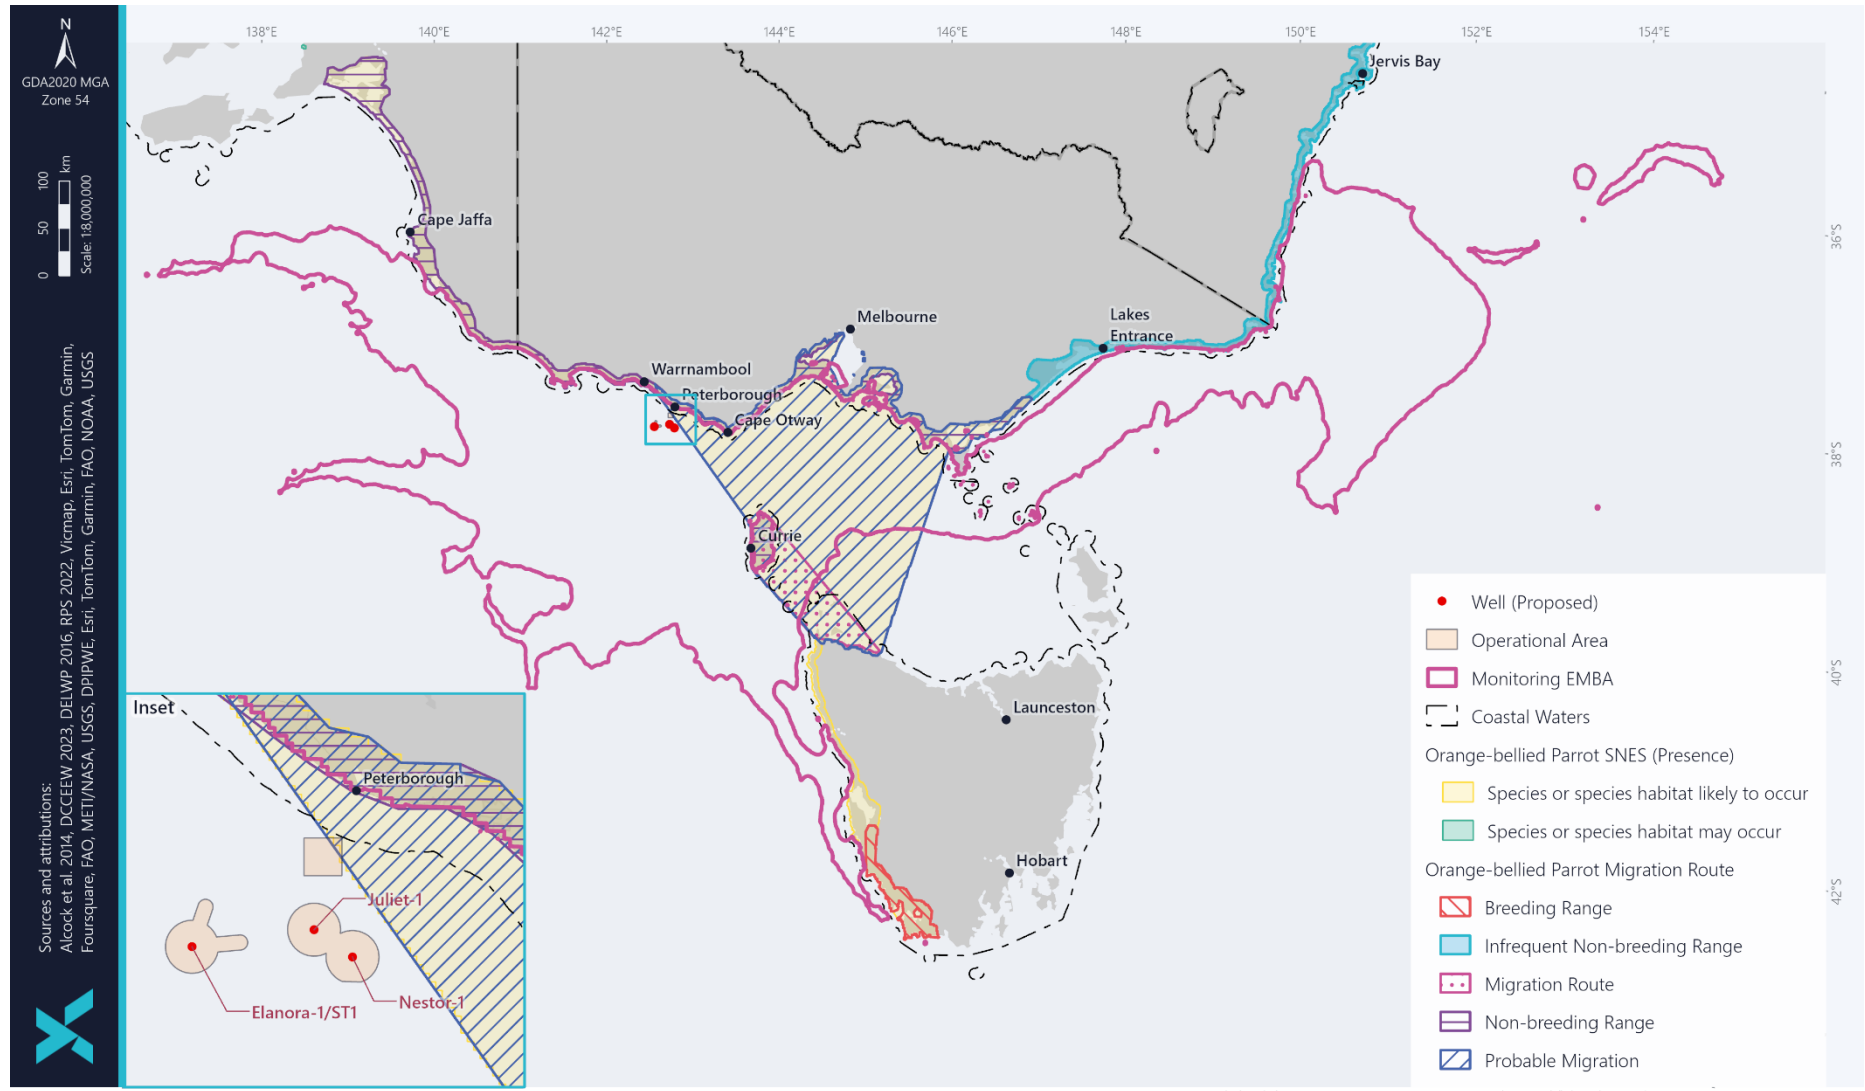 N
GDA2020 MGA
Zone 54
0 50 100 km
Scale: 1:8,000,000
Sources and attributions:
Alcock et al. 2014, DCCEEW 2023, DELWP 2016, RPS 2022, Vicmap, Esri, TomTom, Garmin,
Foursquare, FAO, METI/NASA, USGS, DPIPWE, Esri, TomTom, Garmin, FAO, NOAA, USGS
138°E 140°E 142°E 144°E 146°E 148°E 150°E 152°E 154°E
36°S
38°S
40°S
42°S
Jervis Bay
Cape Jaffa
Melbourne
Lakes
Entrance
Warrnambool
Peterborough
Cape Otway
Currie
Launceston
Hobart
Inset
Peterborough
Juliet-1
Nestor-1
Elanora-1/ST1
Well (Proposed)
Operational Area
Monitoring EMBA
Coastal Waters
Orange-bellied Parrot SNES (Presence)
Species or species habitat likely to occur
Species or species habitat may occur
Orange-bellied Parrot Migration Route
Breeding Range
Infrequent Non-breeding Range
Migration Route
Non-breeding Range
Probable Migration